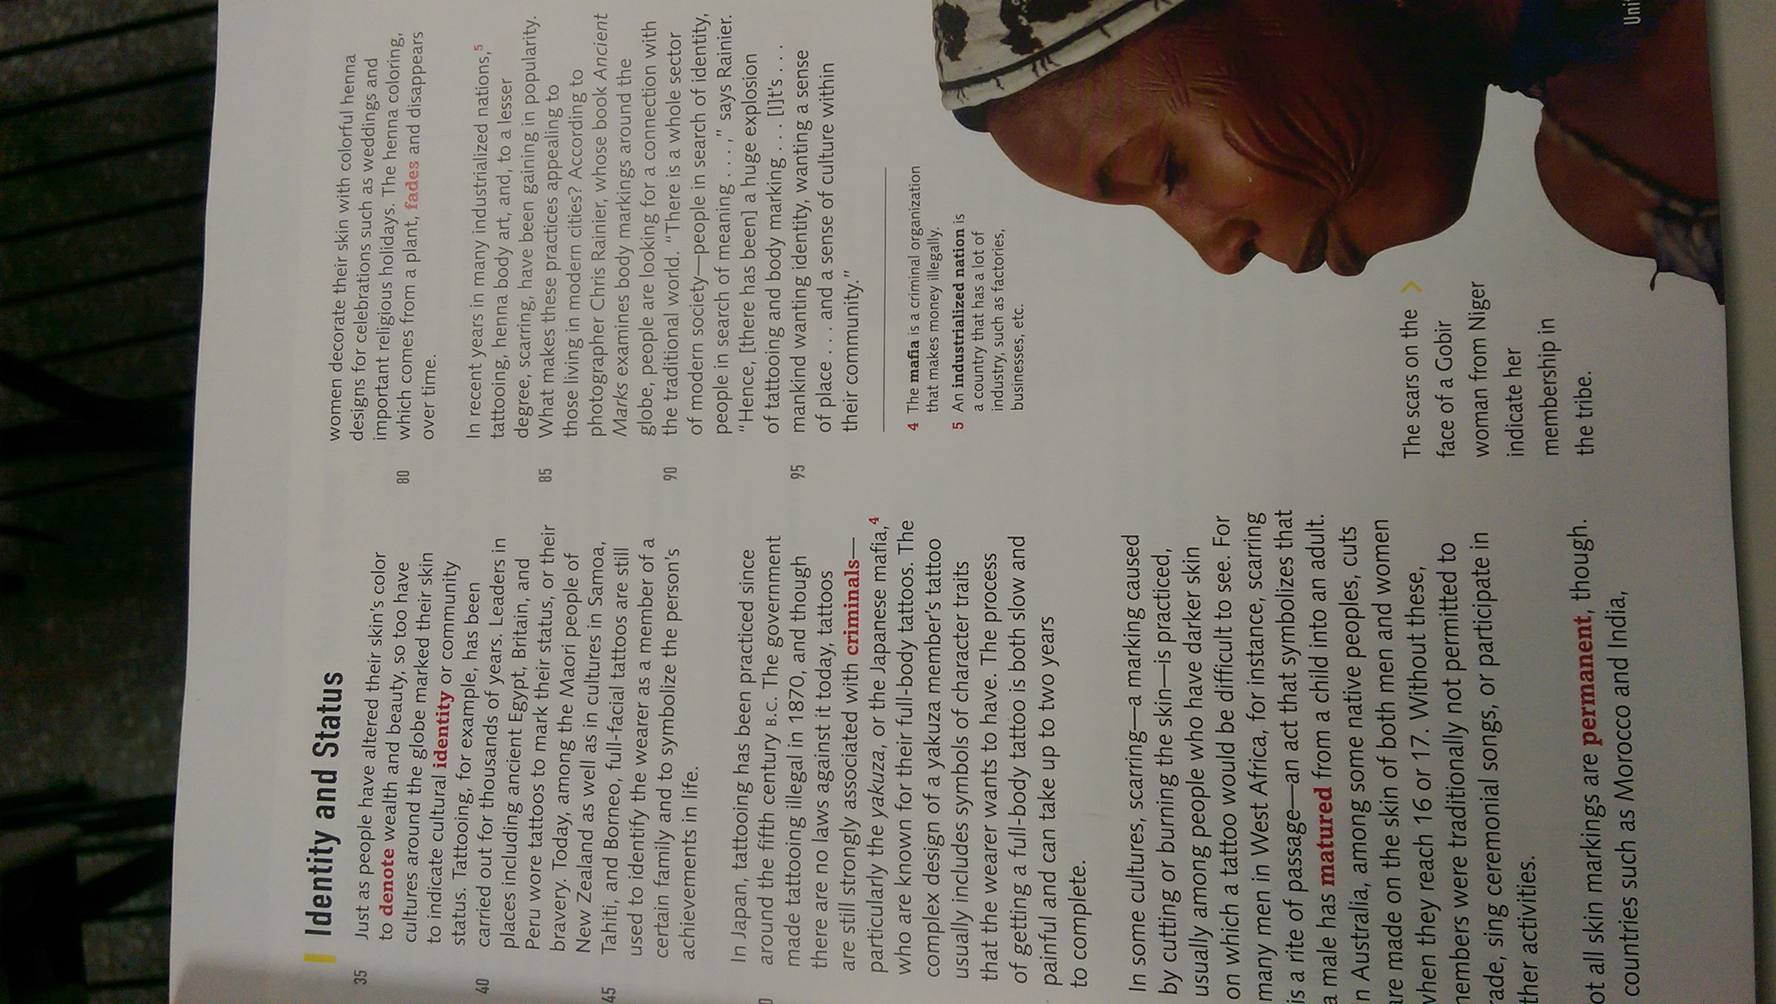 Identity and Status
35 Just as people have altered their skin's color
to denote wealth and beauty, so too have
cultures around the globe marked their skin
to indicate cultural identity or community
status. Tattooing, for example, has been
40 carried out for thousands of years. Leaders in
places including ancient Egypt, Britain, and
Peru wore tattoos to mark their status, or their
bravery. Today, among the Maori people of
New Zealand as well as in cultures in Samoa,
45 Tahiti, and Borneo, full-facial tattoos are still
used to identify the wearer as a member of a
certain family and to symbolize the person's
achievements in life.
In Japan, tattooing has been practiced since
0 around the fifth century B.C. The government
made tattooing illegal in 1870, and though
there are no laws against it today, tattoos
are still strongly associated with criminals—
particularly the yakuza, or the Japanese mafia,4
who are known for their full-body tattoos. The
complex design of a yakuza member's tattoo
usually includes symbols of character traits
that the wearer wants to have. The process
of getting a full-body tattoo is both slow and
painful and can take up to two years
to complete.
In some cultures, scarring—a marking caused
by cutting or burning the skin—is practiced,
usually among people who have darker skin
on which a tattoo would be difficult to see. For
many men in West Africa, for instance, scarring
is a rite of passage—an act that symbolizes that
a male has matured from a child into an adult.
n Australia, among some native peoples, cuts
are made on the skin of both men and women
when they reach 16 or 17. Without these,
nembers were traditionally not permitted to
rade, sing ceremonial songs, or participate in
ther activities.
ot all skin markings are permanent, though.
countries such as Morocco and India,
women decorate their skin with colorful henna
designs for celebrations such as weddings and
important religious holidays. The henna coloring,
80 which comes from a plant, fades and disappears
over time.
In recent years in many industrialized nations,5
tattooing, henna body art, and, to a lesser
degree, scarring, have been gaining in popularity.
85 What makes these practices appealing to
those living in modern cities? According to
photographer Chris Rainier, whose book Ancient
Marks examines body markings around the
globe, people are looking for a connection with
90 the traditional world. "There is a whole sector
of modern society—people in search of identity,
people in search of meaning . . . ," says Rainier.
"Hence, [there has been] a huge explosion
of tattooing and body marking . . . [I]t's . . .
95 mankind wanting identity, wanting a sense
of place . . . and a sense of culture within
their community."
4 The mafia is a criminal organization
that makes money illegally.
5 An industrialized nation is
a country that has a lot of
industry, such as factories,
businesses, etc.
The scars on the >
face of a Gobir
woman from Niger
indicate her
membership in
the tribe.
Uni